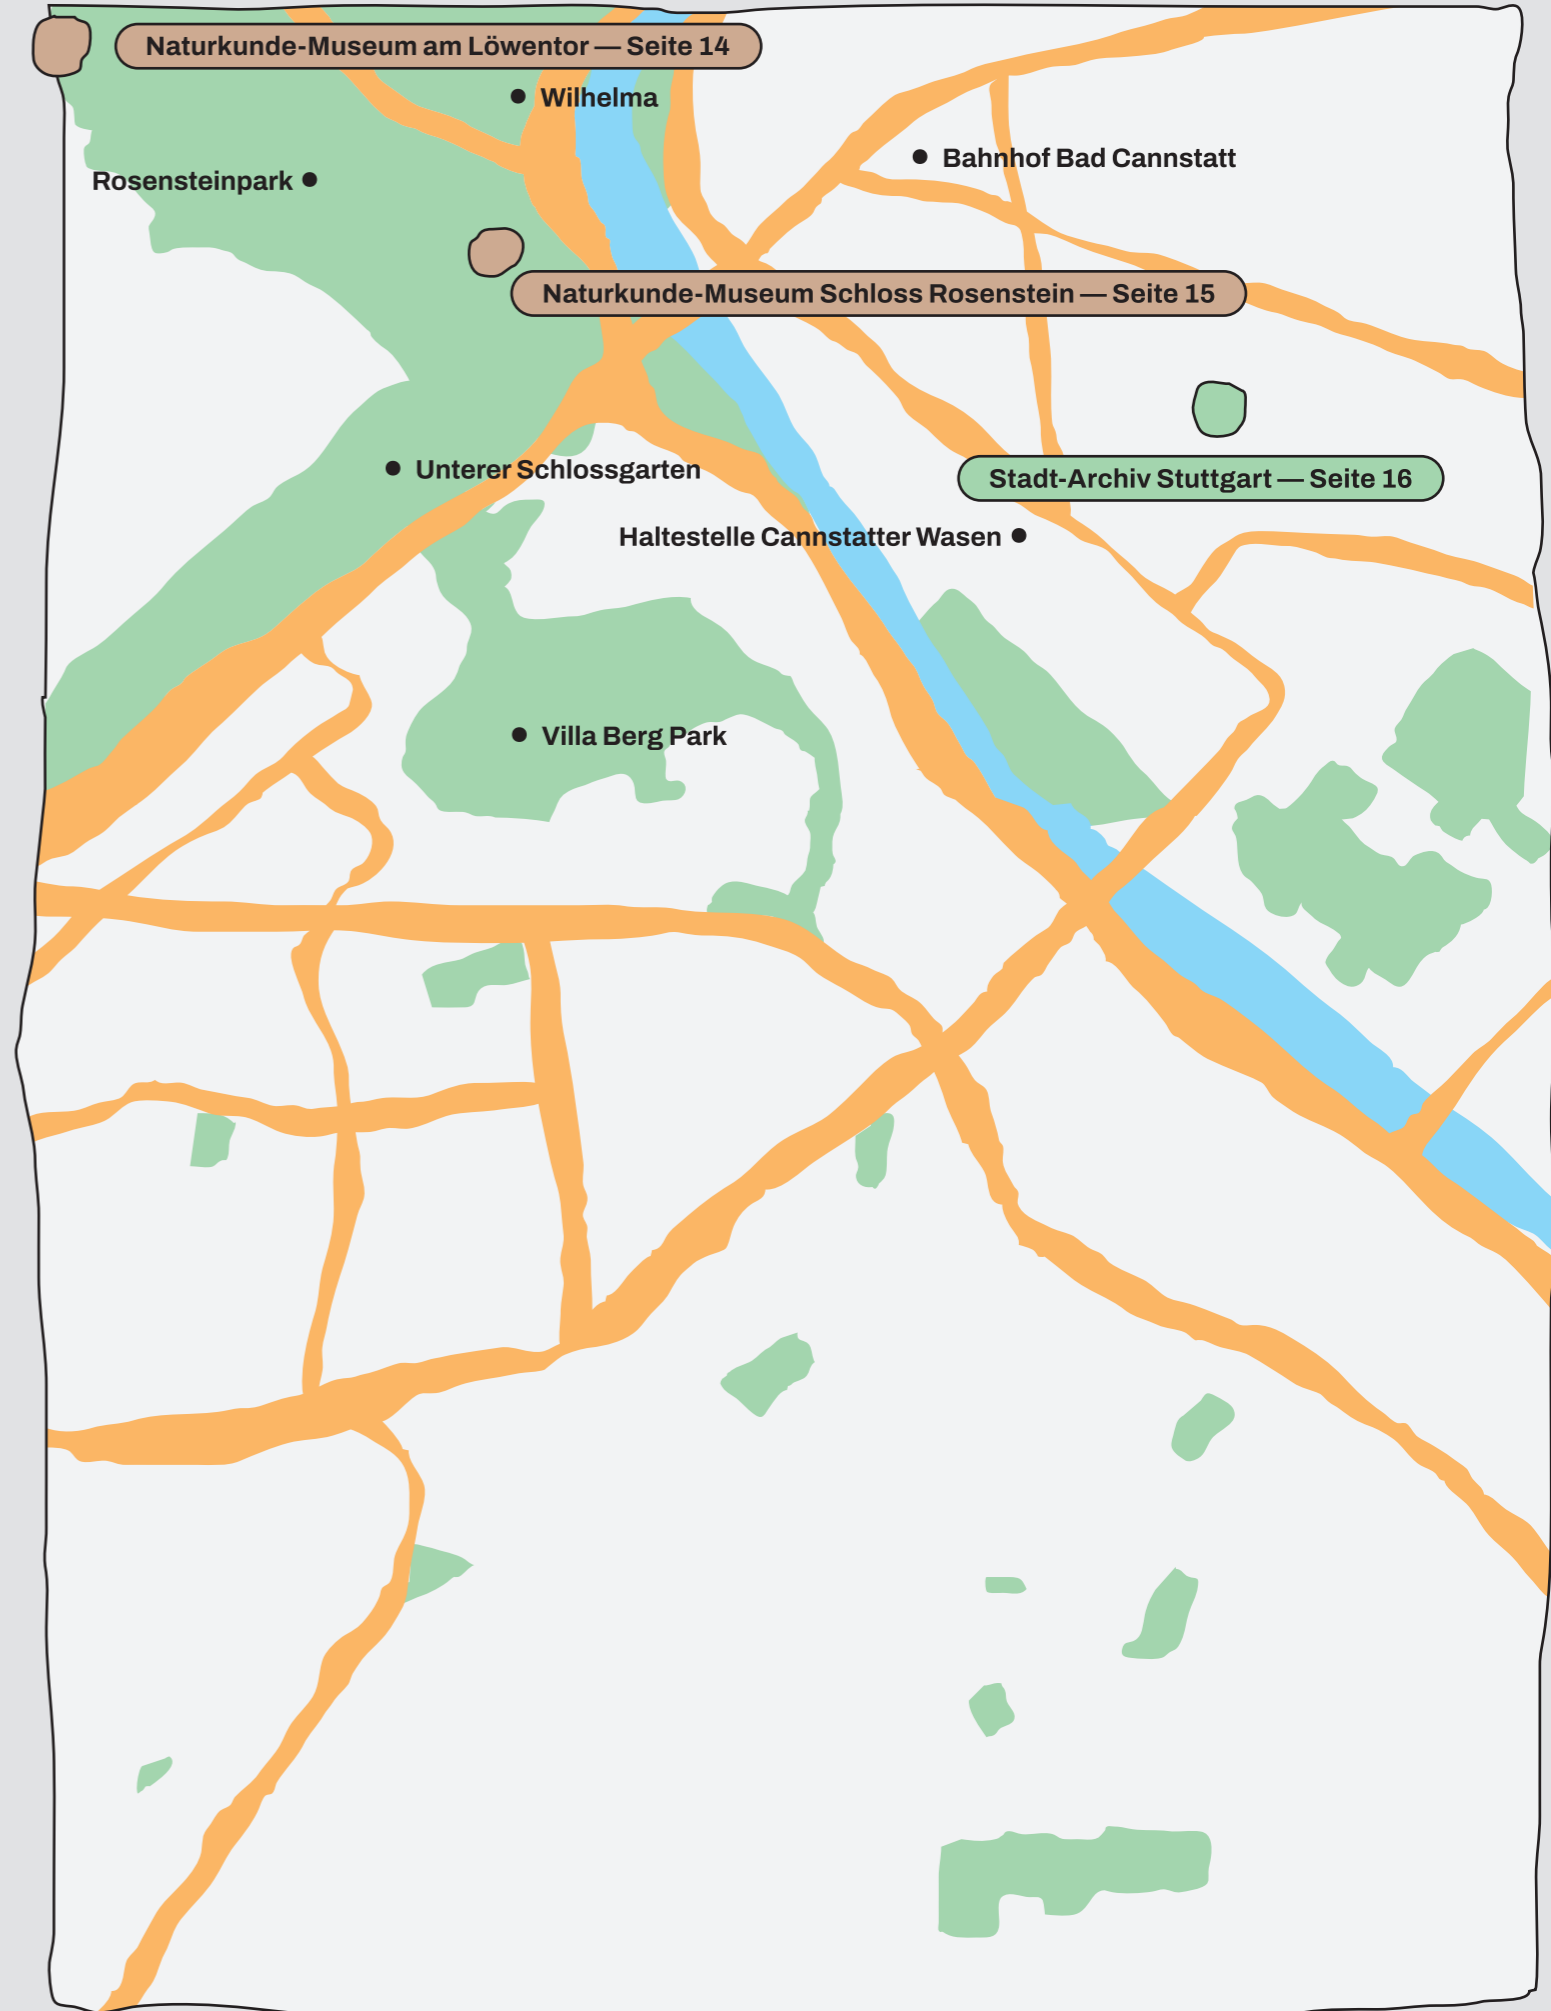 Naturkunde-Museum am Löwentor — Seite 14
Wilhelma
Bahnhof Bad Cannstatt
Rosensteinpark
Naturkunde-Museum Schloss Rosenstein — Seite 15
Unterer Schlossgarten
Stadt-Archiv Stuttgart — Seite 16
Haltestelle Cannstatter Wasen
Villa Berg Park